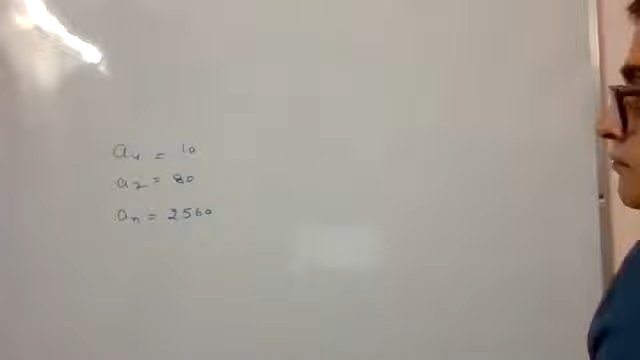 a₄ = 10
a₇ = 80
aₙ = 2560